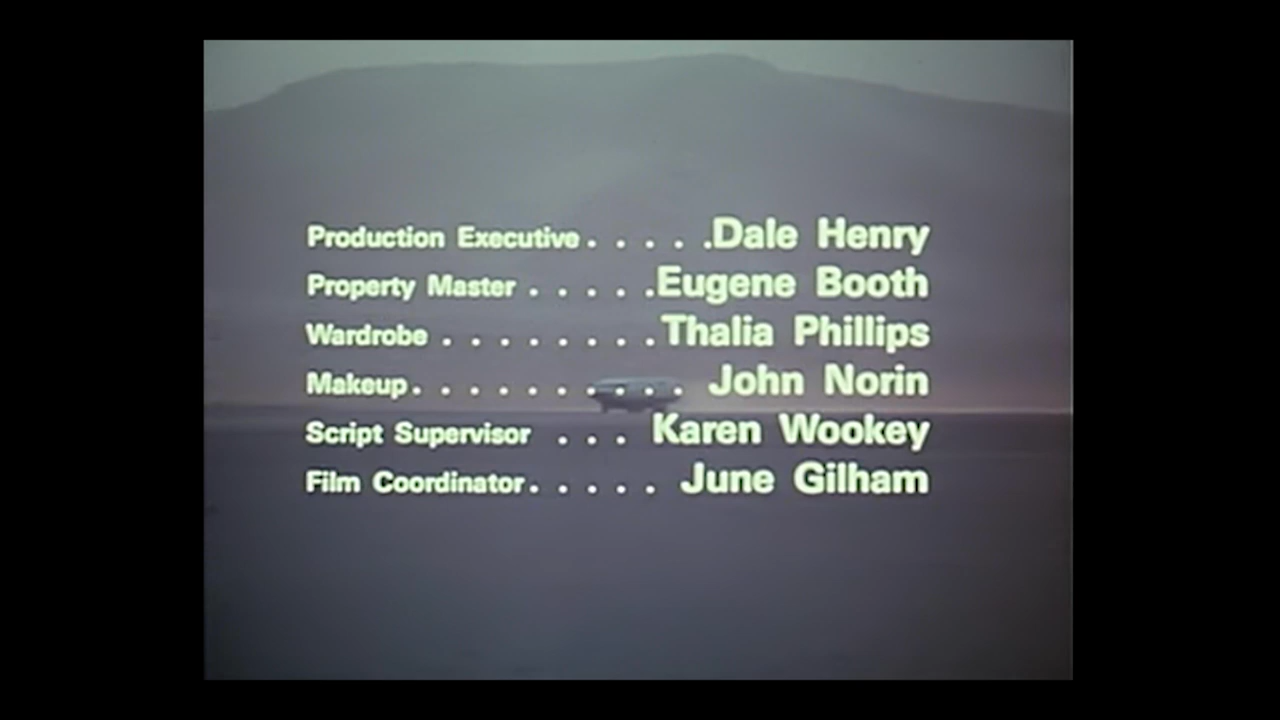 Production Executive . . . . . Dale Henry
Property Master . . . . . Eugene Booth
Wardrobe . . . . . . . . Thalia Phillips
Makeup . . . . . . . . . . John Norin
Script Supervisor . . . Karen Wookey
Film Coordinator . . . . . June Gilham